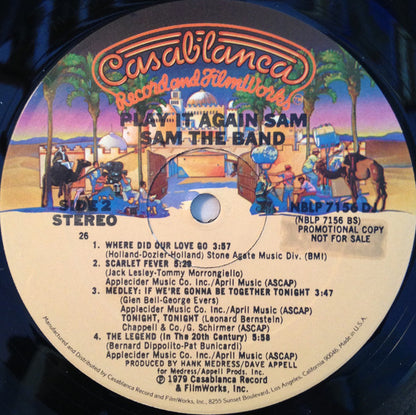 Casablanca
Record and FilmWorks
PLAY IT AGAIN SAM
SAM THE BAND
SIDE 2
STEREO
26
NBLP 7156 DJ
(NBLP 7156 BS)
PROMOTIONAL COPY
NOT FOR SALE
1. WHERE DID OUR LOVE GO 3:57
(Holland-Dozier-Holland) Stone Agate Music Div. (BMI)
2. SCARLET FEVER 5:29
(Jack Lesley-Tommy Morrongiello)
Applecider Music Co. Inc./April Music (ASCAP)
3. MEDLEY: IF WE'RE GONNA BE TOGETHER TONIGHT 3:47
(Glen Bell-George Evers)
Applecider Music Co. Inc./April Music (ASCAP)
TONIGHT, TONIGHT (Leonard Bernstein)
Chappell & Co./G. Schirmer (ASCAP)
4. THE LEGEND (In The 20th Century) 5:58
(Bernard Dippolito-Pat Bunicardi)
Applecider Music Co. Inc./April Music (ASCAP)
PRODUCED BY HANK MEDRESS/DAVE APPELL
for Medress/Appell Prods. Inc.
℗ 1979 Casablanca Record
& FilmWorks, Inc.
Manufactured and Distributed by Casablanca Record and FilmWorks, Inc., 8255 Sunset Boulevard, Los Angeles, California 90046. Made in U.S.A.